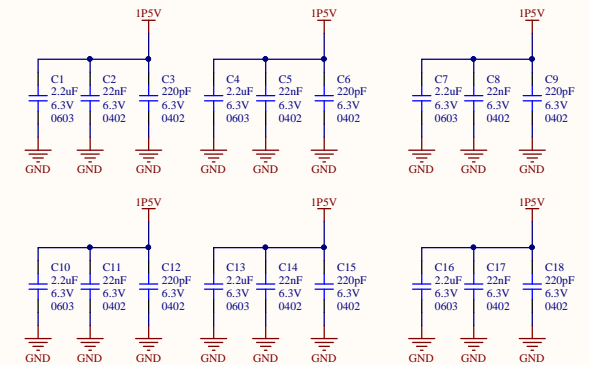 1P5V 1P5V 1P5V
C1 C2 C3 C4 C5 C6 C7 C8 C9
2.2uF 22nF 220pF 2.2uF 22nF 220pF 2.2uF 22nF 220pF
6.3V 6.3V 6.3V 6.3V 6.3V 6.3V 6.3V 6.3V 6.3V
0603 0402 0402 0603 0402 0402 0603 0402 0402
GND GND GND GND GND GND GND GND GND
1P5V 1P5V 1P5V
C10 C11 C12 C13 C14 C15 C16 C17 C18
2.2uF 22nF 220pF 2.2uF 22nF 220pF 2.2uF 22nF 220pF
6.3V 6.3V 6.3V 6.3V 6.3V 6.3V 6.3V 6.3V 6.3V
0603 0402 0402 0603 0402 0402 0603 0402 0402
GND GND GND GND GND GND GND GND GND